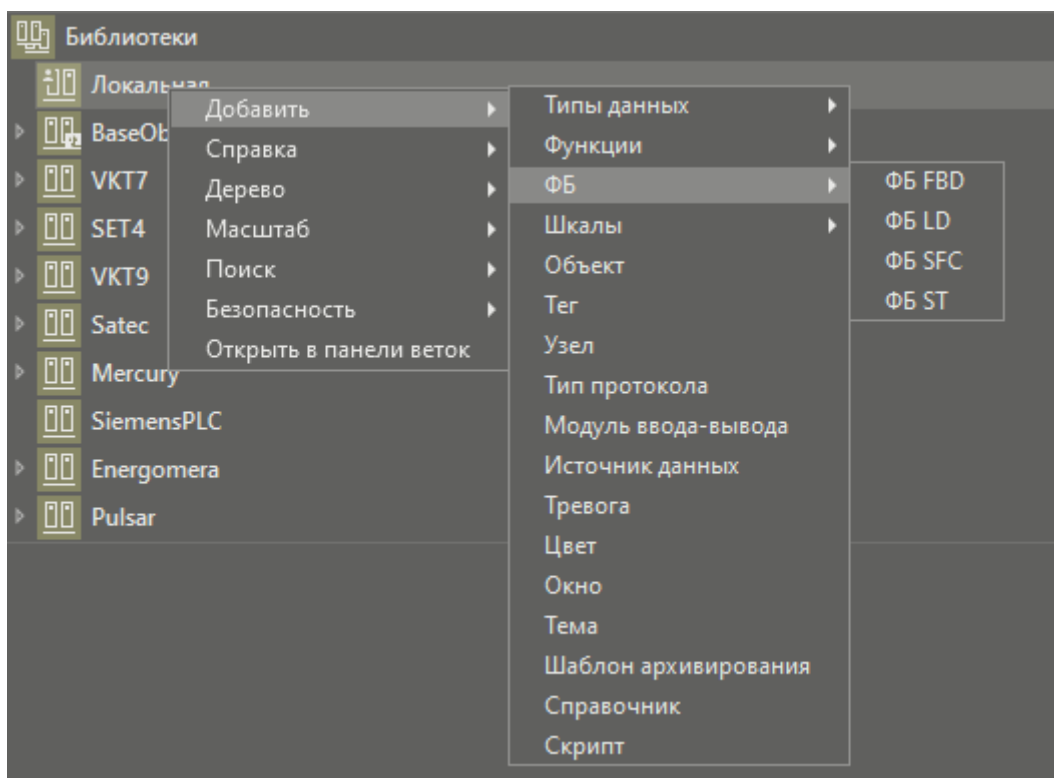 Библиотеки
Локальная
BaseOb
VKT7
SET4
VKT9
Satec
Mercury
SiemensPLC
Energomera
Pulsar
Добавить
Справка
Дерево
Масштаб
Поиск
Безопасность
Открыть в панели веток
Типы данных
Функции
ФБ
Шкалы
Объект
Тег
Узел
Тип протокола
Модуль ввода-вывода
Источник данных
Тревога
Цвет
Окно
Тема
Шаблон архивирования
Справочник
Скрипт
ФБ FBD
ФБ LD
ФБ SFC
ФБ ST